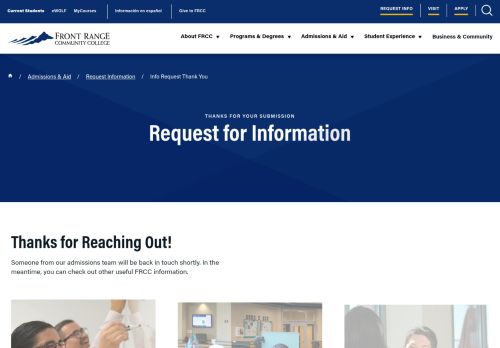 Current Students eWOLF MyCourses Información en español Give to FRCC REQUEST INFO VISIT APPLY
FRONT RANGE
COMMUNITY COLLEGE
About FRCC Programs & Degrees Admissions & Aid Student Experience Business & Community
/ Admissions & Aid / Request Information / Info Request Thank You
THANKS FOR YOUR SUBMISSION
Request for Information
Thanks for Reaching Out!
Someone from our admissions team will be back in touch shortly. In the
meantime, you can check out other useful FRCC information.